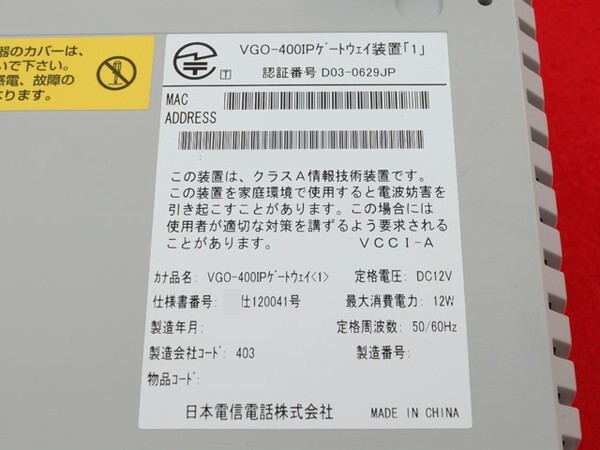 器のカバーは、
いで下さい。
感電、故障の
なります。
VGO-400IPゲートウェイ装置「1」
T 認証番号 D03-0629JP
MAC
ADDRESS
この装置は、クラスA情報技術装置です。
この装置を家庭環境で使用すると電波妨害を
引き起こすことがあります。この場合には
使用者が適切な対策を講ずるよう要求される
ことがあります。 VCCI-A
カナ品名: VGO-400IPゲートウェイ<1> 定格電圧: DC12V
仕様書番号: 仕120041号 最大消費電力: 12W
製造年月: 定格周波数: 50/60Hz
製造会社コード: 403 製造番号:
物品コード:
日本電信電話株式会社 MADE IN CHINA